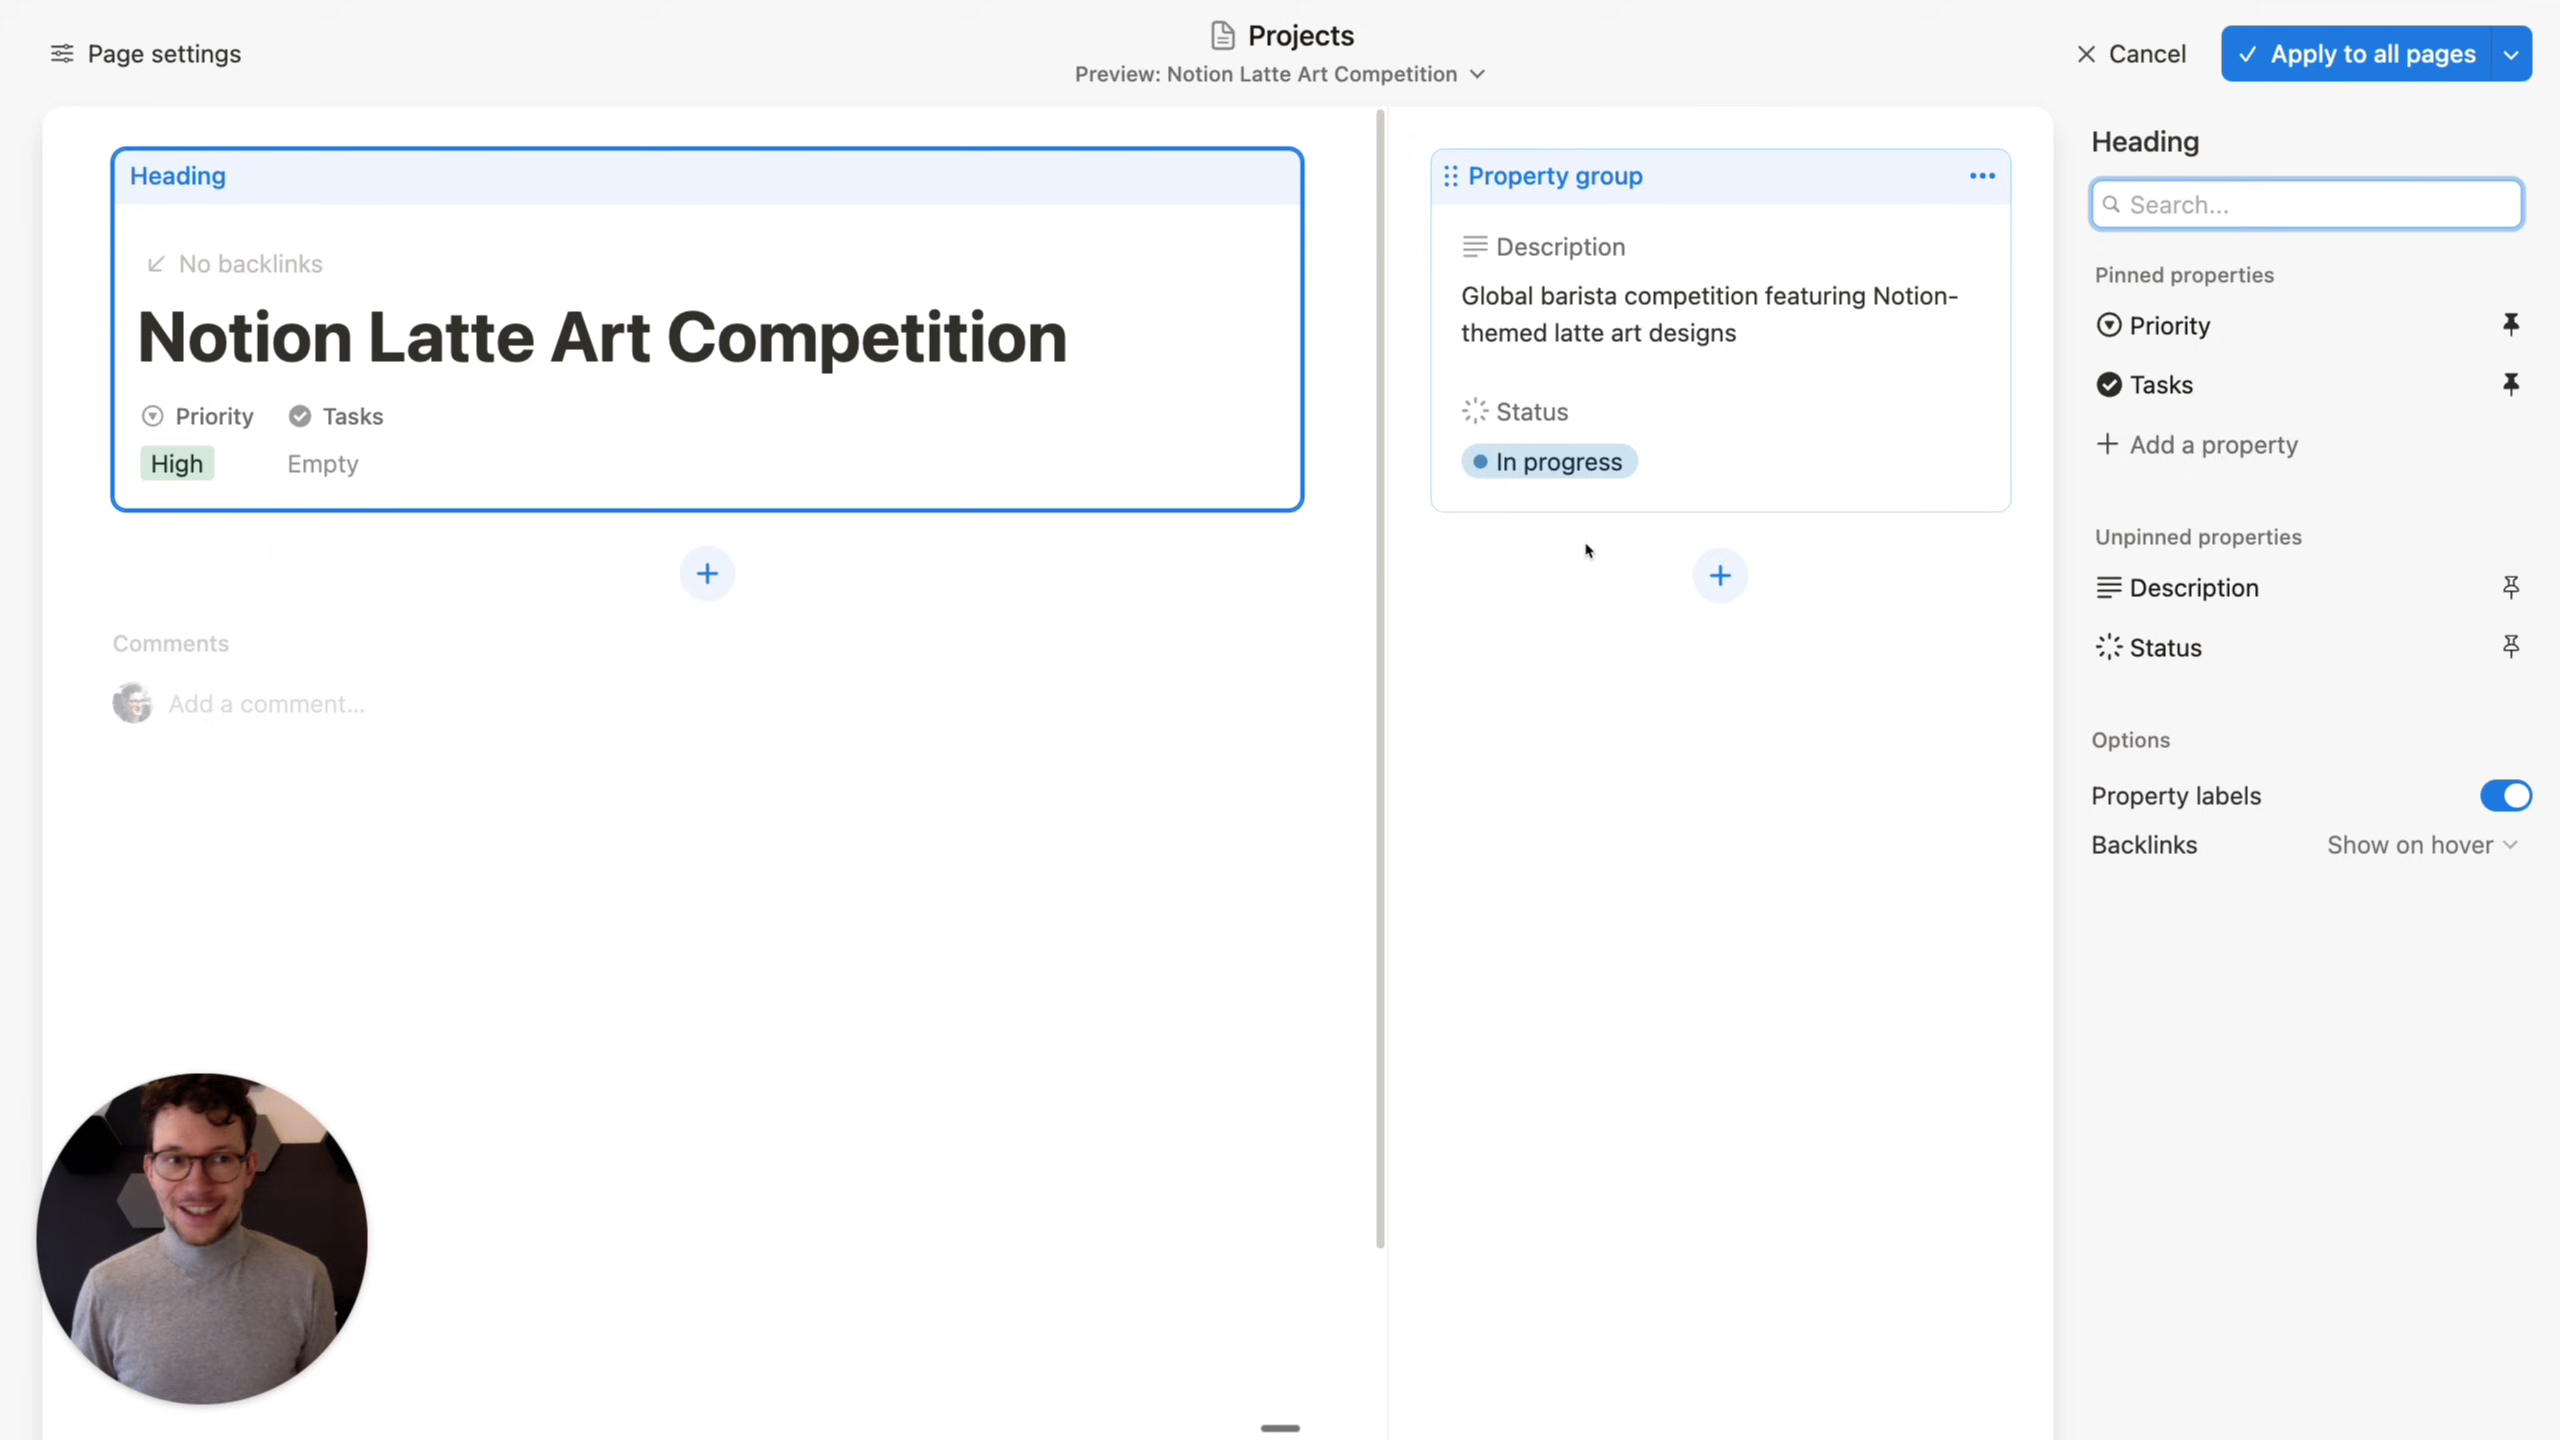 Page settings
Projects
Preview: Notion Latte Art Competition
Cancel
Apply to all pages
Heading
No backlinks
Notion Latte Art Competition
Priority
Tasks
High
Empty
Comments
Add a comment...
Property group
Description
Global barista competition featuring Notion-
themed latte art designs
Status
In progress
Heading
Search...
Pinned properties
Priority
Tasks
Add a property
Unpinned properties
Description
Status
Options
Property labels
Backlinks
Show on hover